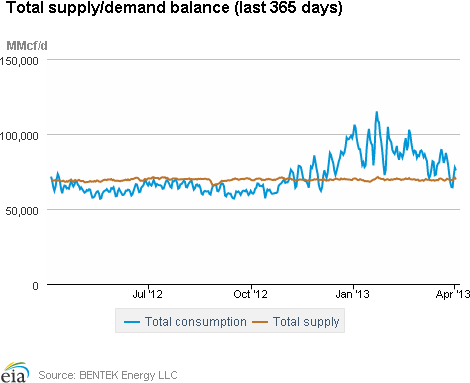 Total supply/demand balance (last 365 days)
MMcf/d
150,000
100,000
50,000
0
Jul '12
Oct '12
Jan '13
Apr '13
Total consumption
Total supply
eia
Source: BENTEK Energy LLC